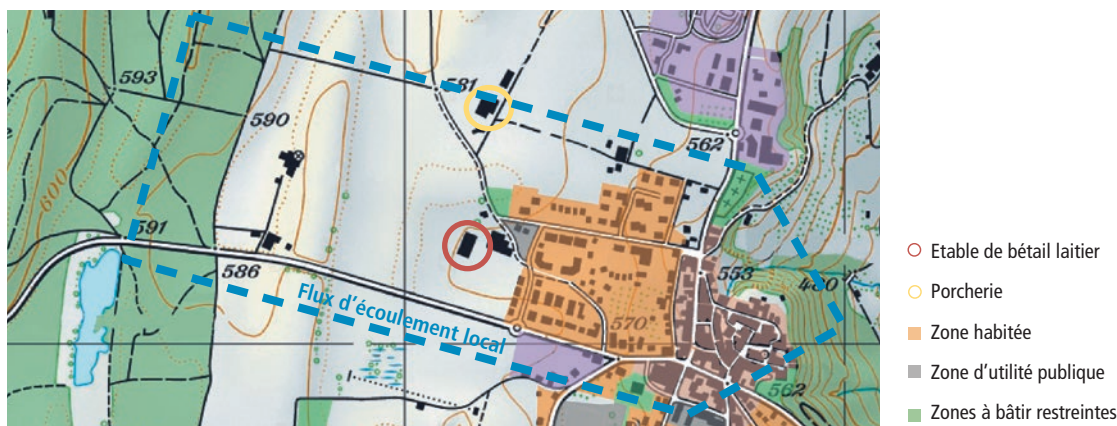 593
590
581
562
600
591
586
553
480
570
562
Flux d'écoulement local
Etable de bétail laitier
Porcherie
Zone habitée
Zone d'utilité publique
Zones à bâtir restreintes